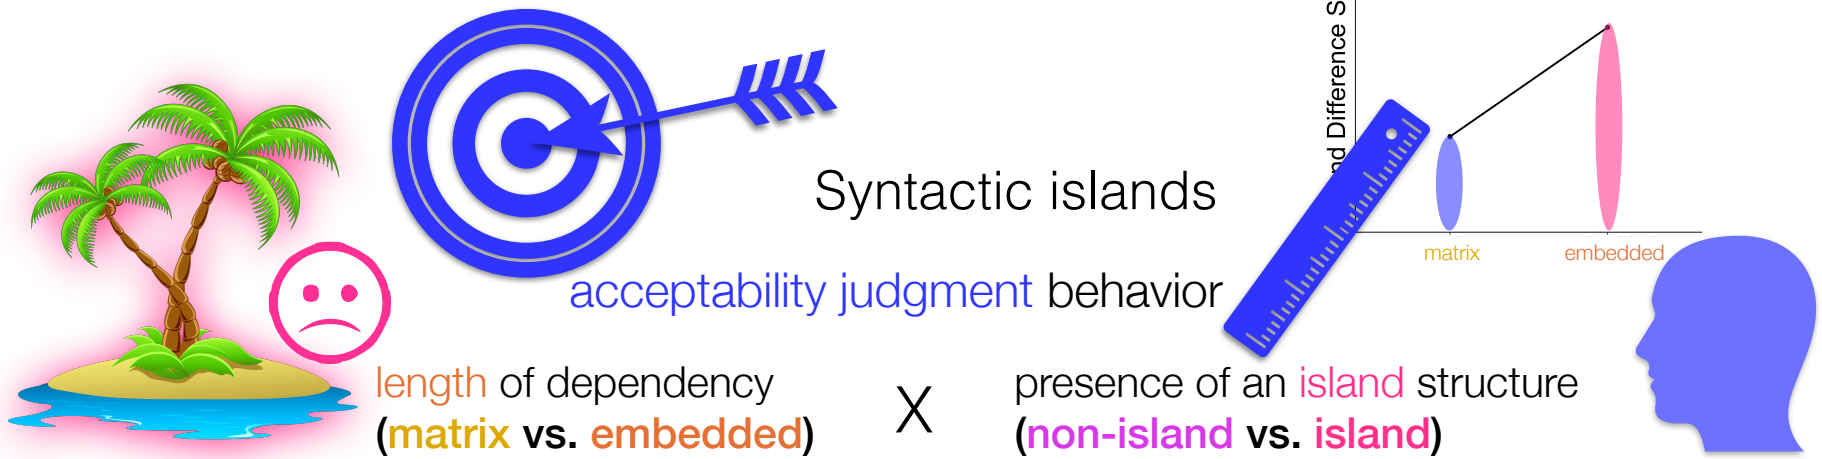 Difference
Syntactic islands
matrix embedded
acceptability judgment behavior
length of dependency X presence of an island structure
(matrix vs. embedded) (non-island vs. island)